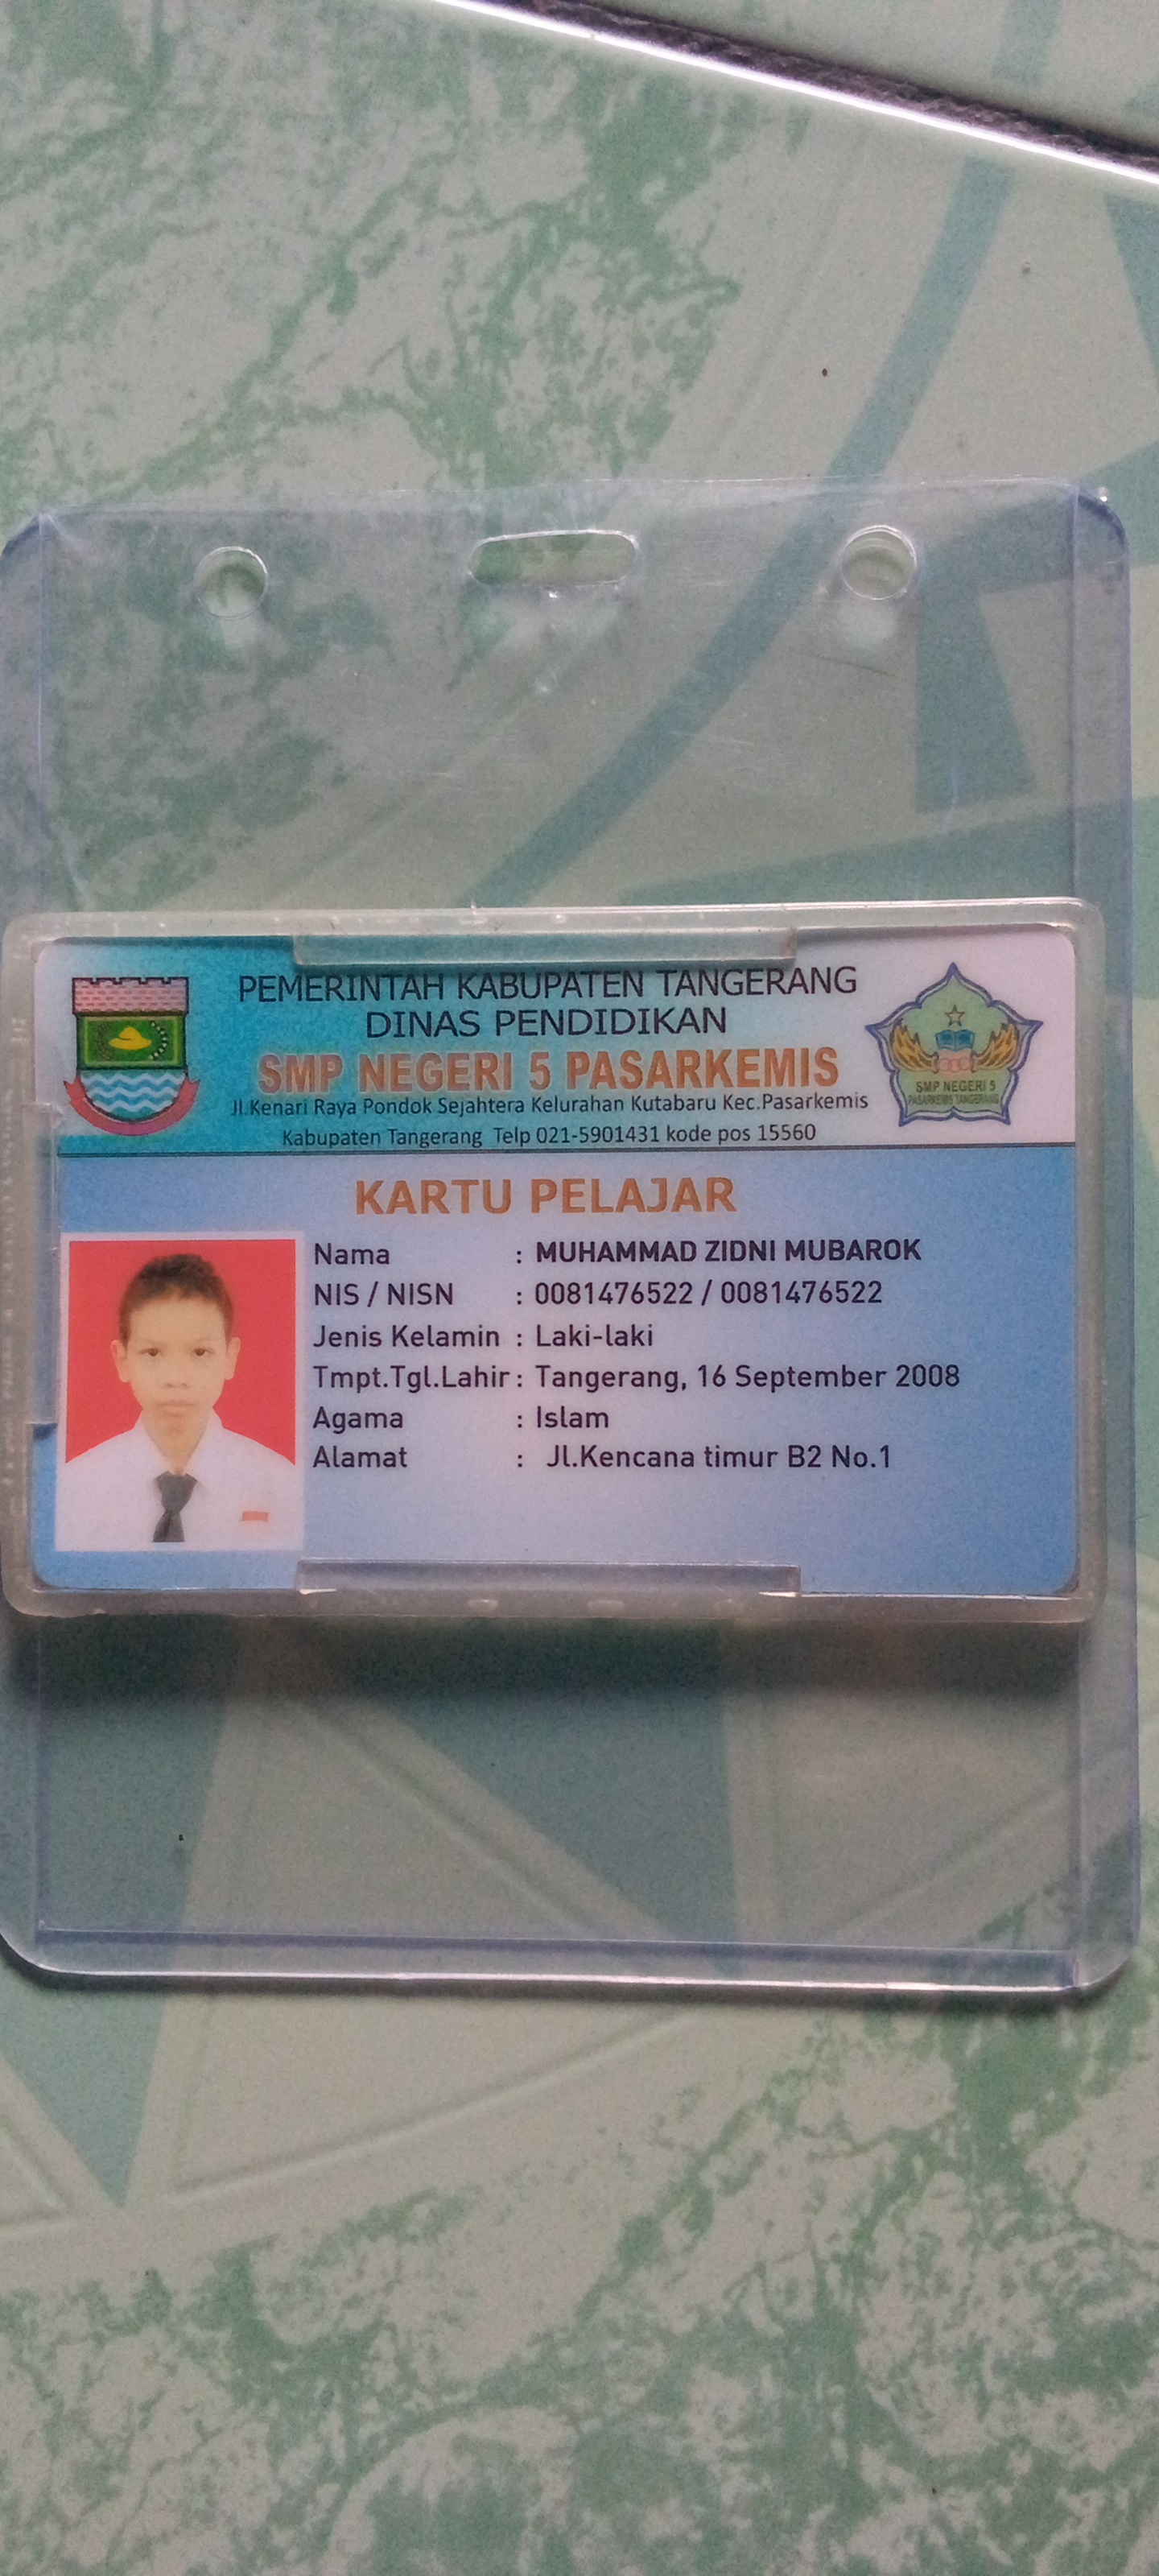 PEMERINTAH KABUPATEN TANGERANG
DINAS PENDIDIKAN
SMP NEGERI 5 PASARKEMIS
Jl.Kenari Raya Pondok Sejahtera Kelurahan Kutabaru Kec.Pasarkemis
Kabupaten Tangerang Telp 021-5901431 kode pos 15560
SMP NEGERI 5
PASARKEMIS TANGERANG
KARTU PELAJAR
Nama : MUHAMMAD ZIDNI MUBAROK
NIS / NISN : 0081476522 / 0081476522
Jenis Kelamin : Laki-laki
Tmpt.Tgl.Lahir : Tangerang, 16 September 2008
Agama : Islam
Alamat : Jl.Kencana timur B2 No.1